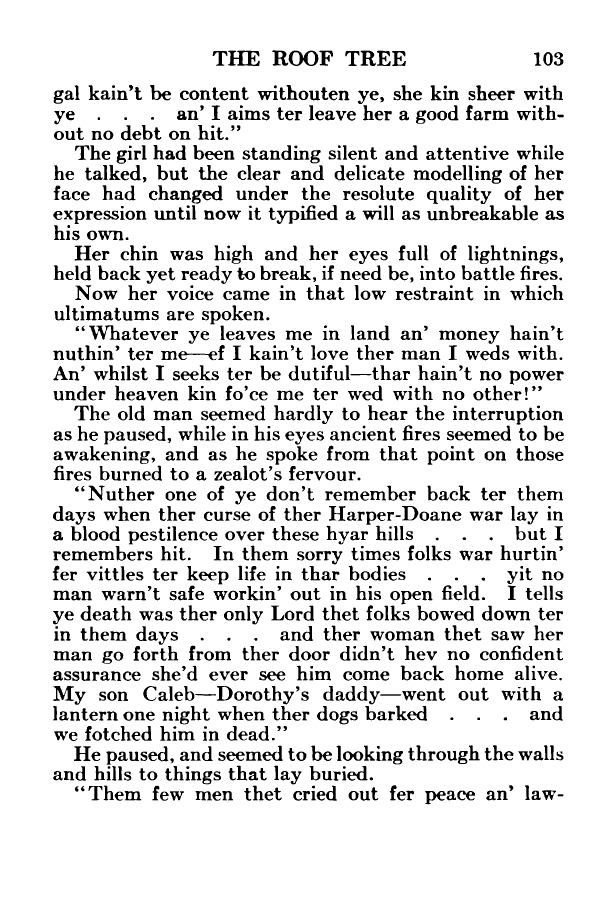 THE ROOF TREE 103
gal kain't be content withouten ye, she kin sheer with
ye . . . an' I aims ter leave her a good farm with-
out no debt on hit."
The girl had been standing silent and attentive while
he talked, but the clear and delicate modelling of her
face had changed under the resolute quality of her
expression until now it typified a will as unbreakable as
his own.
Her chin was high and her eyes full of lightnings,
held back yet ready to break, if need be, into battle fires.
Now her voice came in that low restraint in which
ultimatums are spoken.
"Whatever ye leaves me in land an' money hain't
nuthin' ter me—ef I kain't love ther man I weds with.
An' whilst I seeks ter be dutiful—thar hain't no power
under heaven kin fo'ce me ter wed with no other!"
The old man seemed hardly to hear the interruption
as he paused, while in his eyes ancient fires seemed to be
awakening, and as he spoke from that point on those
fires burned to a zealot's fervour.
"Nuther one of ye don't remember back ter them
days when ther curse of ther Harper-Doane war lay in
a blood pestilence over these hyar hills . . . but I
remembers hit. In them sorry times folks war hurtin'
fer vittles ter keep life in thar bodies . . . yit no
man warn't safe workin' out in his open field. I tells
ye death was ther only Lord thet folks bowed down ter
in them days . . . and ther woman thet saw her
man go forth from ther door didn't hev no confident
assurance she'd ever see him come back home alive.
My son Caleb—Dorothy's daddy—went out with a
lantern one night when ther dogs barked . . . and
we fotched him in dead."
He paused, and seemed to be looking through the walls
and hills to things that lay buried.
"Them few men thet cried out fer peace an' law-